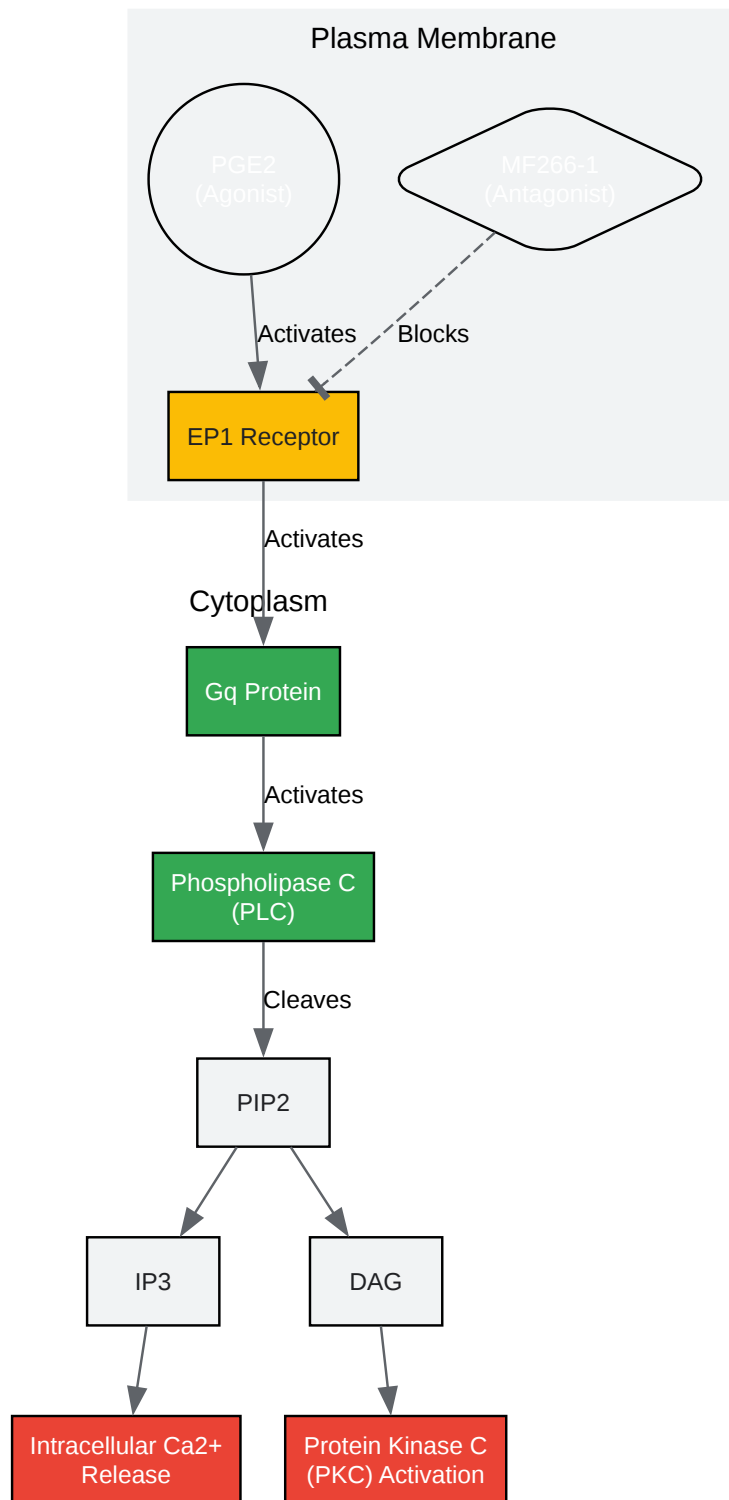 Plasma Membrane
PGE2
(Agonist)
MF266-1
(Antagonist)
Activates
Blocks
EP1 Receptor
Activates
Cytoplasm
Gq Protein
Activates
Phospholipase C
(PLC)
Cleaves
PIP2
IP3
DAG
Intracellular Ca2+
Release
Protein Kinase C
(PKC) Activation